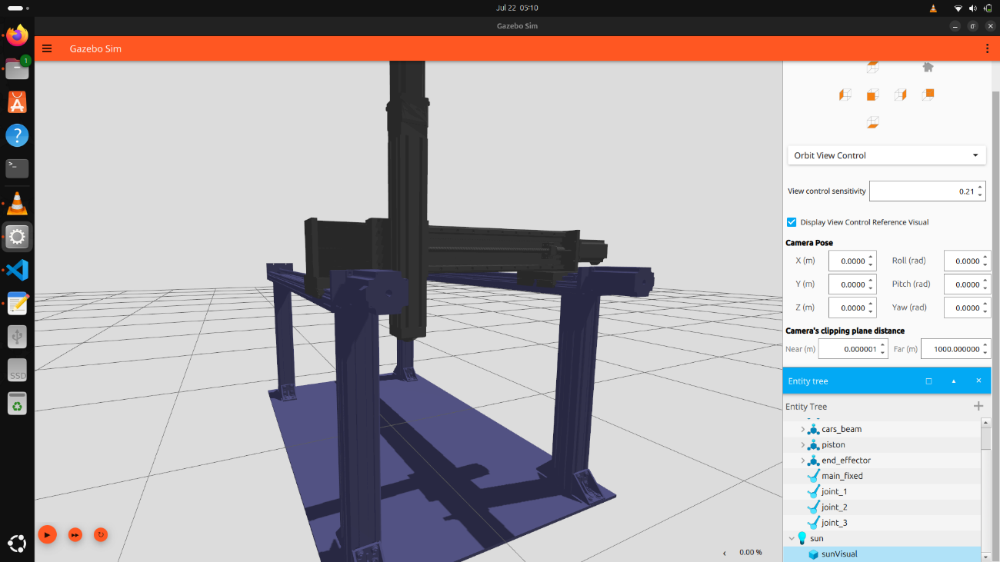 Jul 22 05:10
Gazebo Sim
Gazebo Sim
Orbit View Control
View control sensitivity 0.21
Display View Control Reference Visual
Camera Pose
X (m) 0.0000 Roll (rad) 0.0000
Y (m) 0.0000 Pitch (rad) 0.0000
Z (m) 0.0000 Yaw (rad) 0.0000
Camera's clipping plane distance
Near (m) 0.000001 Far (m) 1000.000000
Entity tree
Entity Tree
cars_beam
piston
end_effector
main_fixed
joint_1
joint_2
joint_3
sun
sunVisual
0.00 %
1
?
>_
SSD